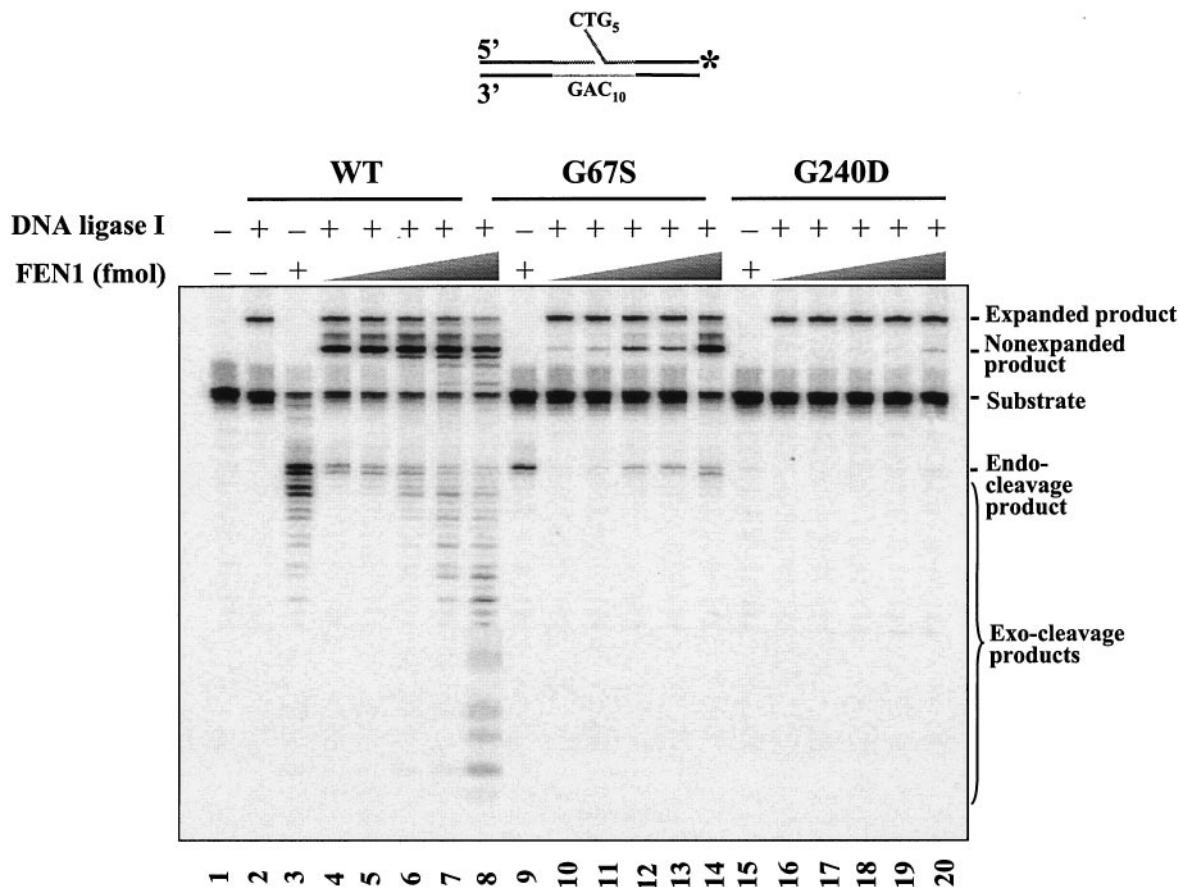 CTG5
5’ *
3’ GAC10
WT G67S G240D
DNA ligase I − + − + + + + + − + + + + + − + + + + +
FEN1 (fmol) − − + + +
Expanded product
Nonexpanded
product
Substrate
Endo-
cleavage
product
Exo-cleavage
products
1 2 3 4 5 6 7 8 9 10 11 12 13 14 15 16 17 18 19 20